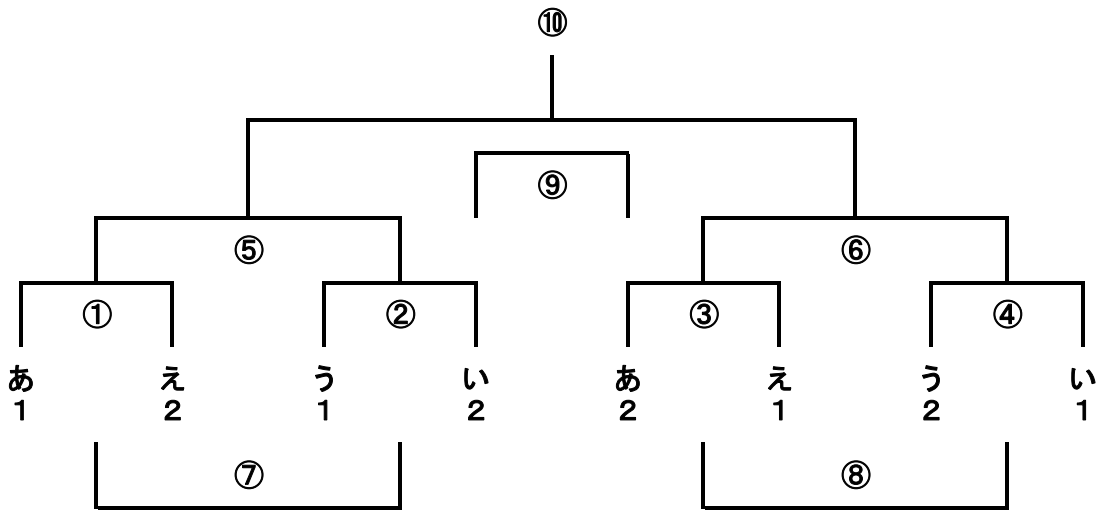 ⑩
⑨
⑤ ⑥
① ② ③ ④
あ え う い あ え う い
1 2 1 2 2 1 2 1
⑦ ⑧